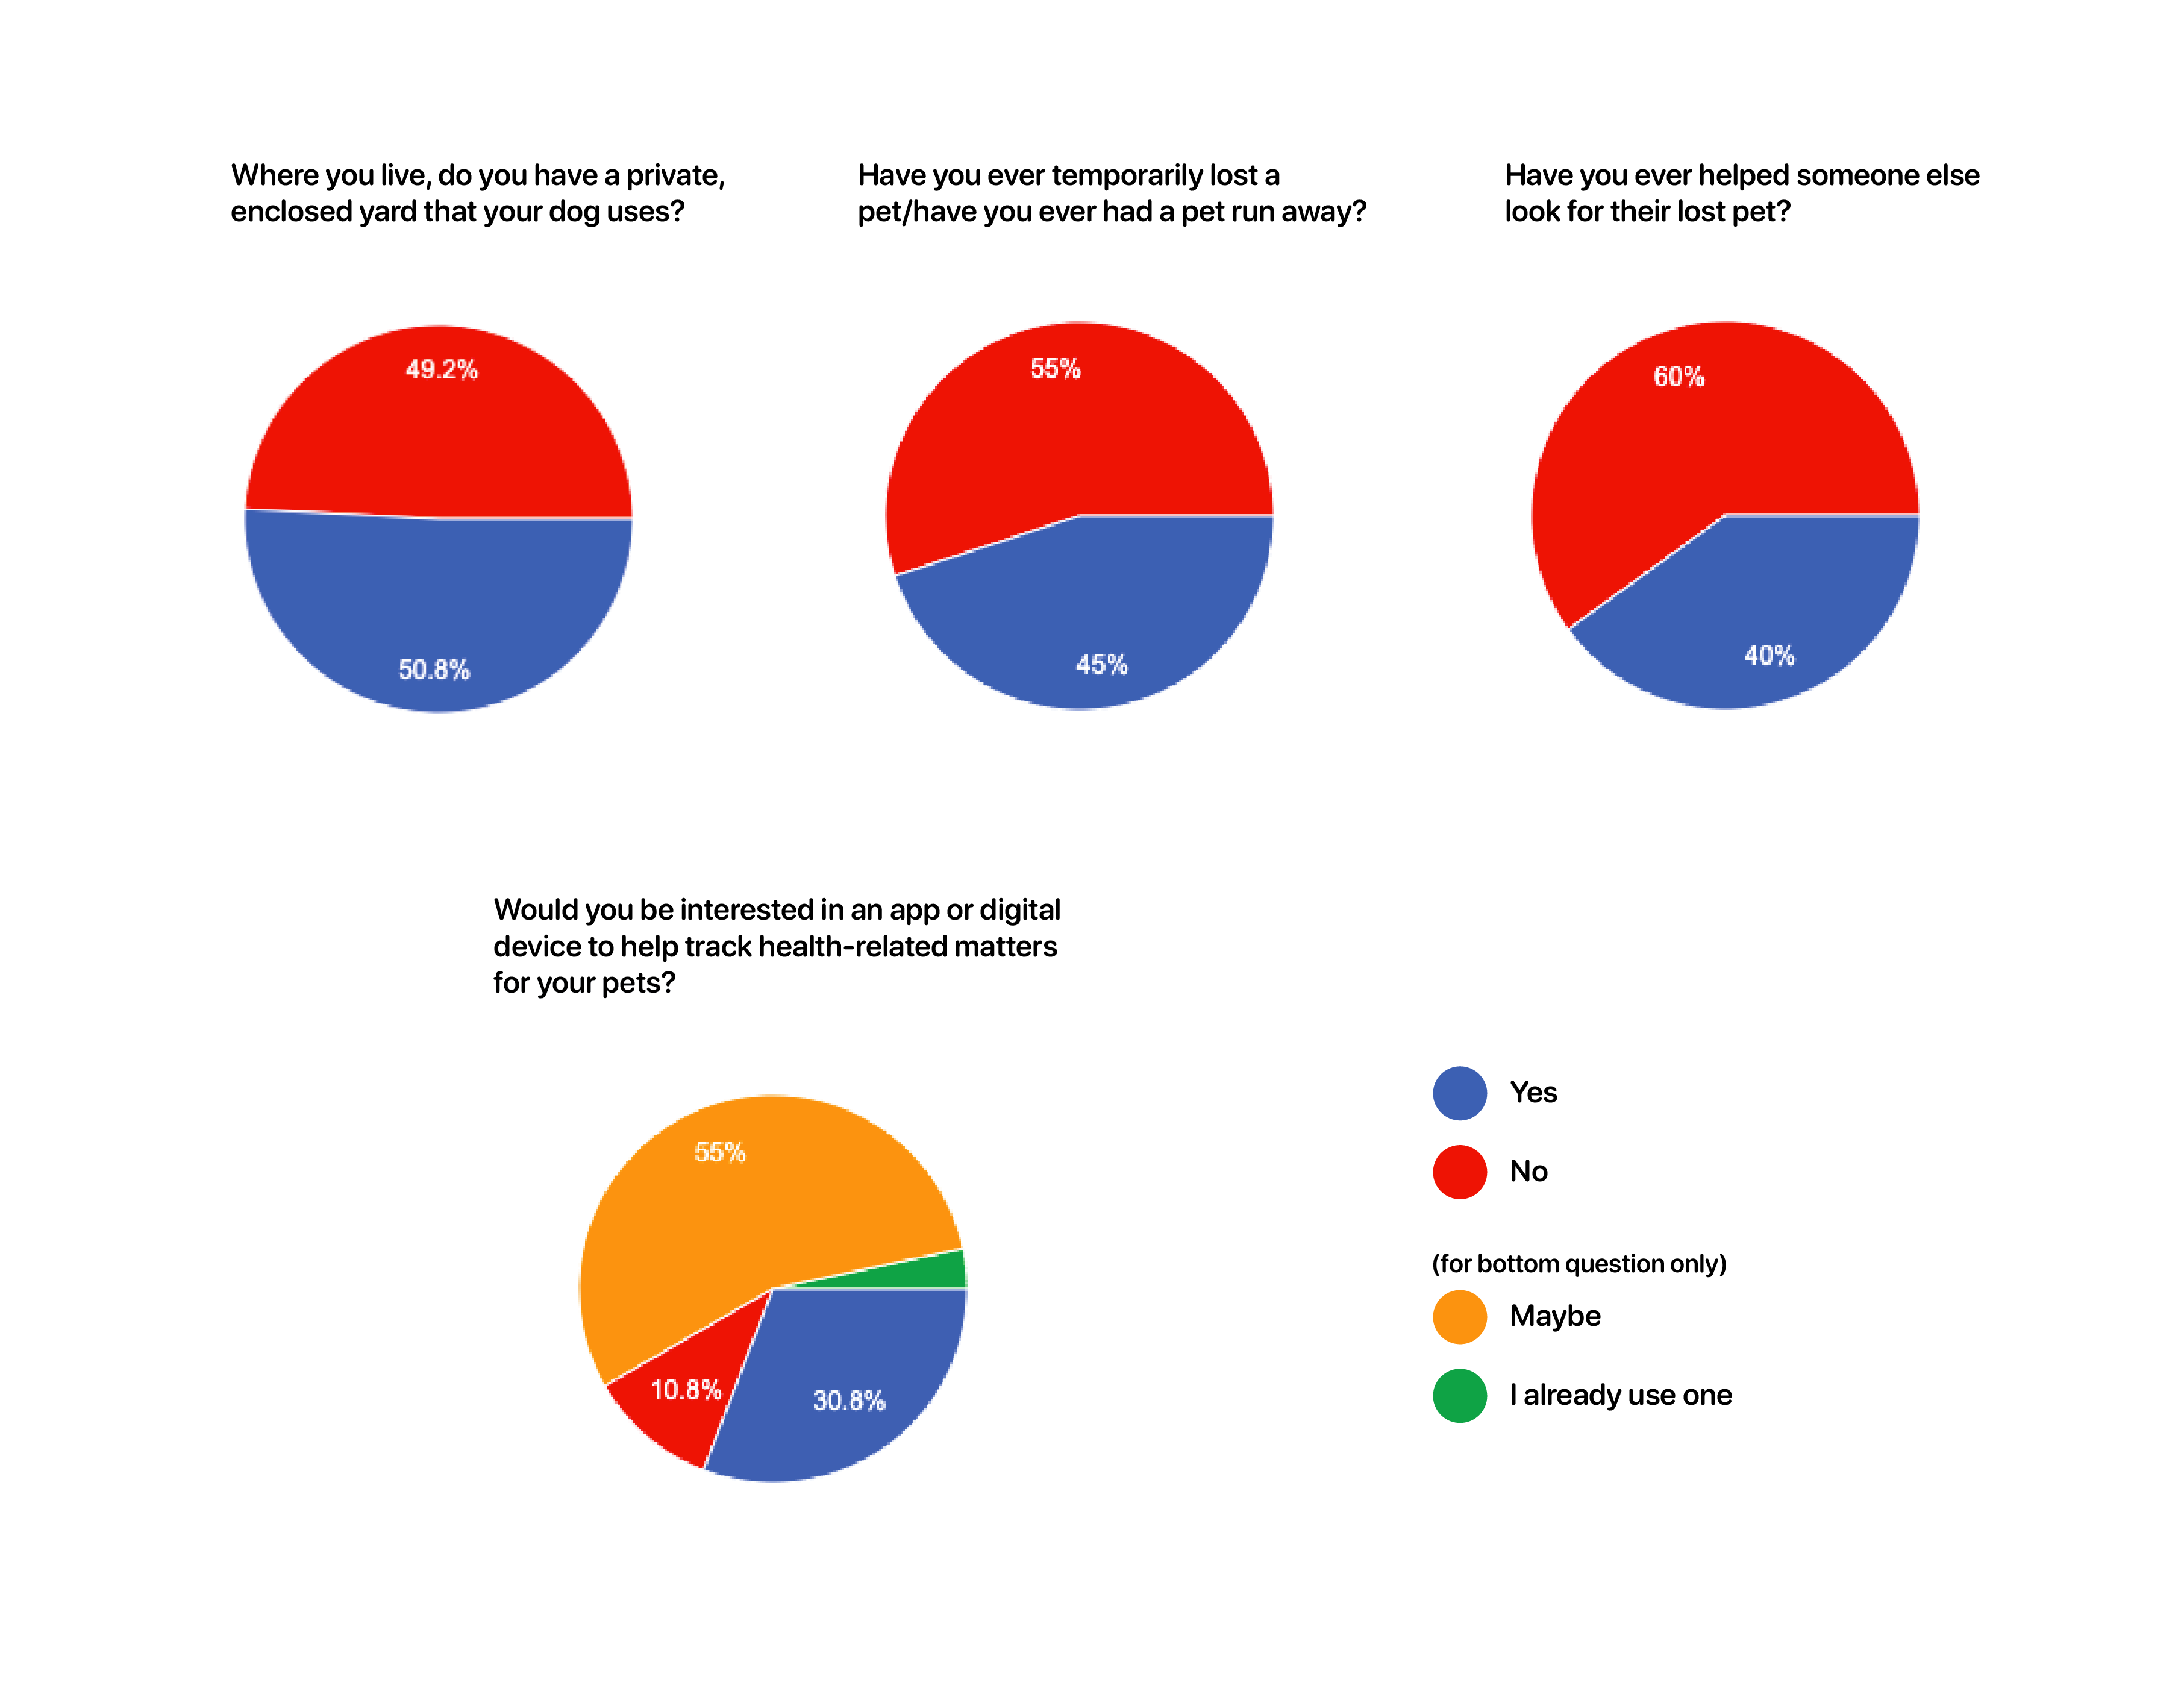 Where you live, do you have a private,
enclosed yard that your dog uses?
49.2%
50.8%
Have you ever temporarily lost a
pet/have you ever had a pet run away?
55%
45%
Have you ever helped someone else
look for their lost pet?
60%
40%
Would you be interested in an app or digital
device to help track health-related matters
for your pets?
55%
10.8%
30.8%
Yes
No
(for bottom question only)
Maybe
I already use one